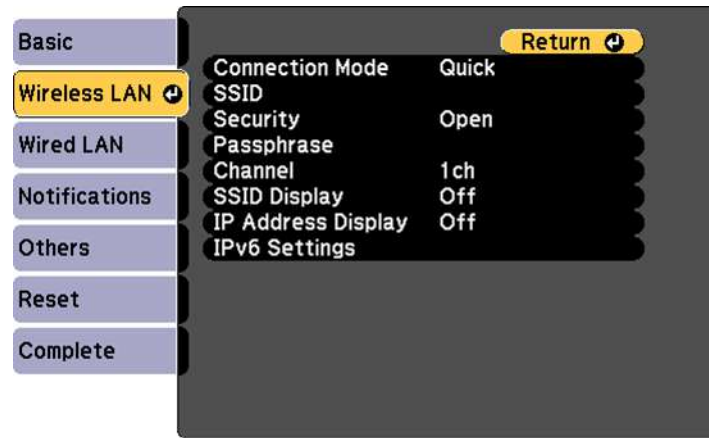 Basic
Wireless LAN
Wired LAN
Notifications
Others
Reset
Complete
Return
Connection Mode Quick
SSID
Security Open
Passphrase
Channel 1ch
SSID Display Off
IP Address Display Off
IPv6 Settings